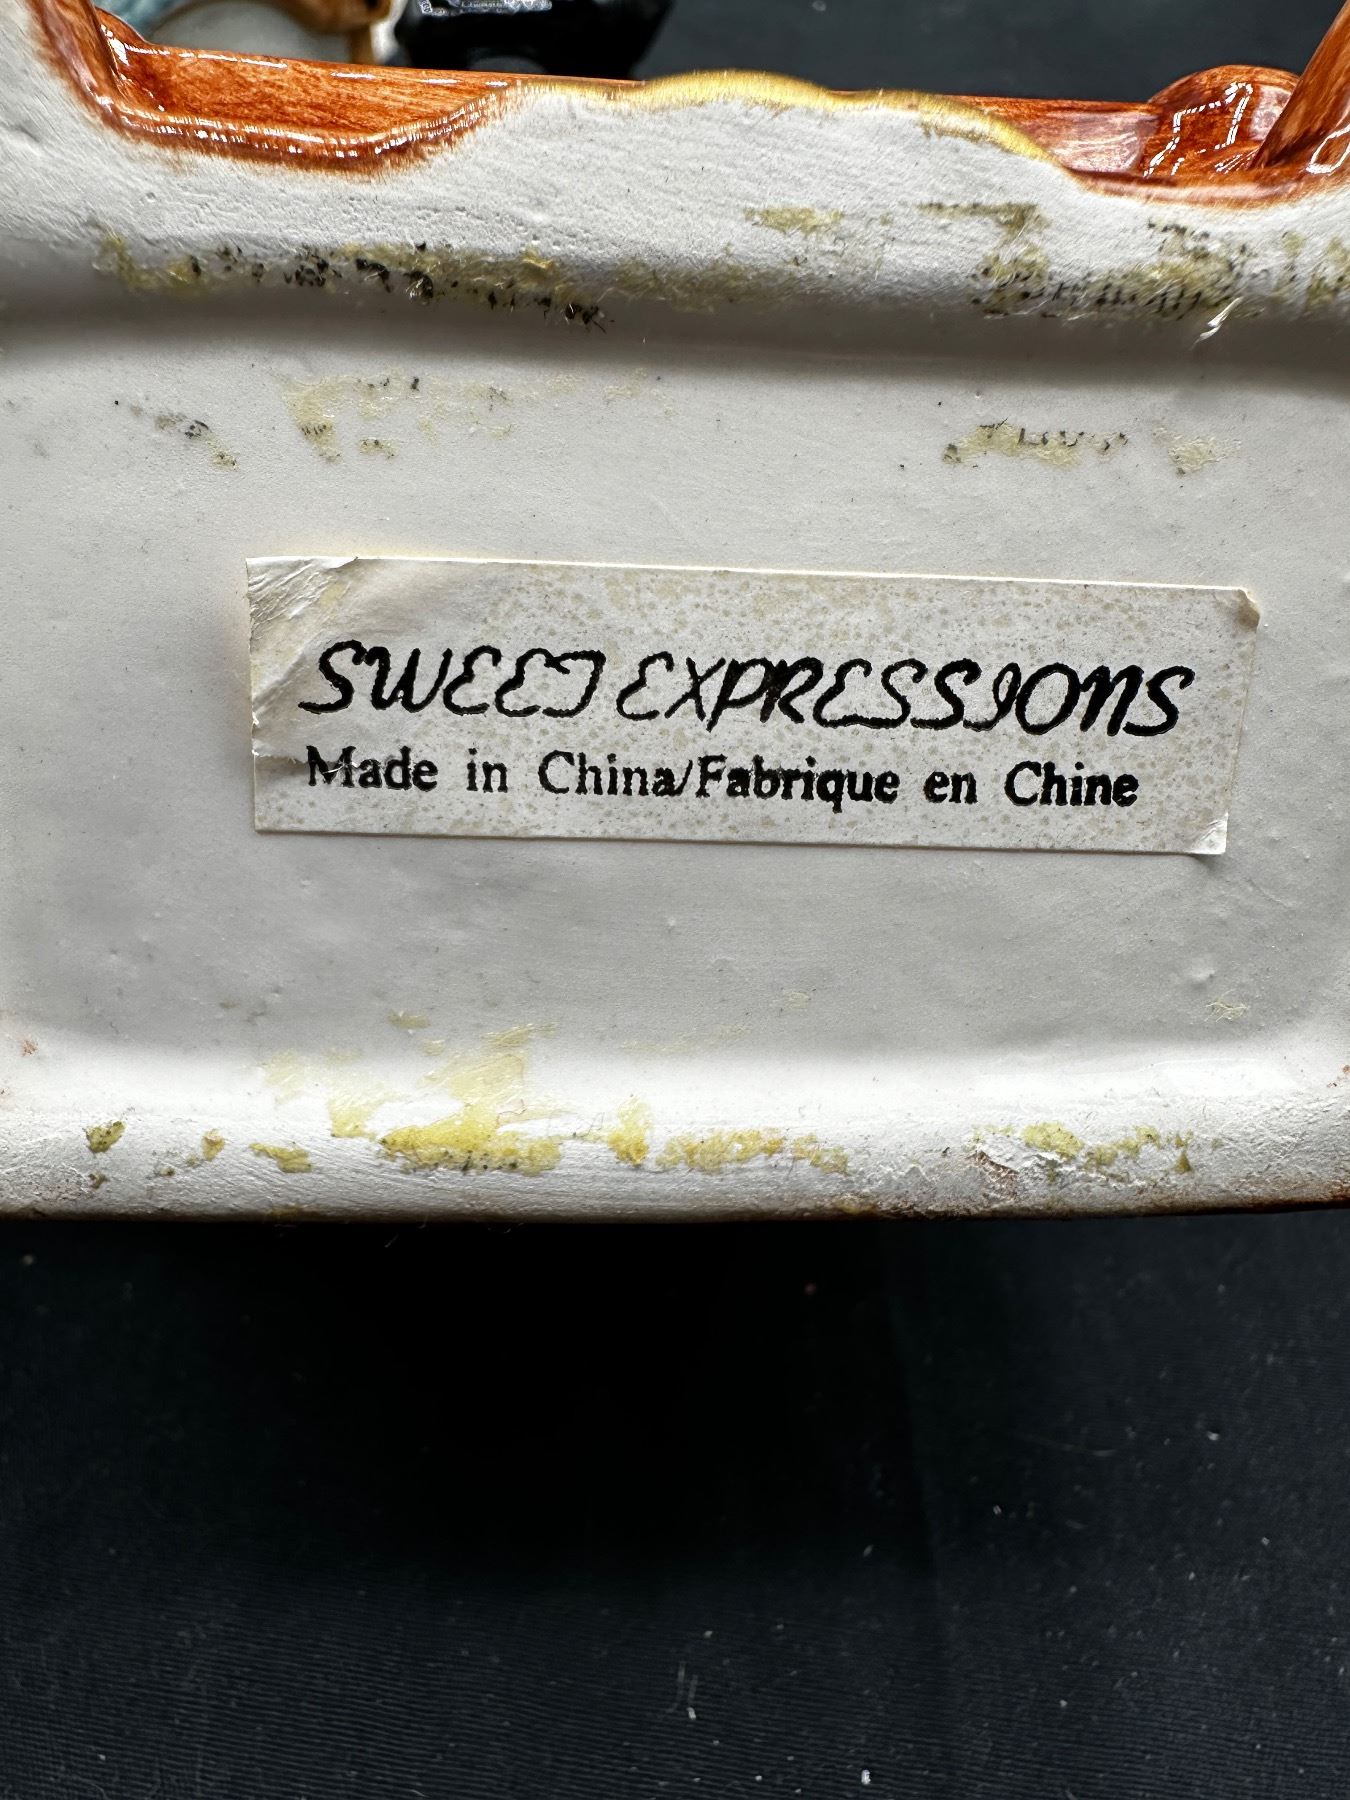 SWEET EXPRESSIONS
Made in China/Fabrique en Chine